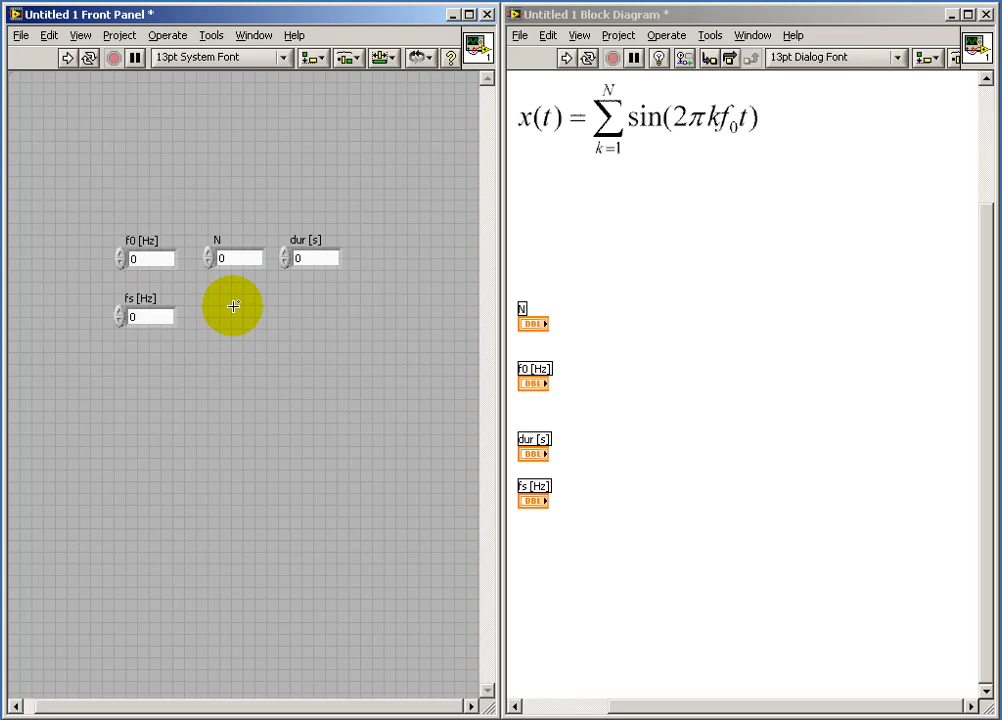 Untitled 1 Front Panel *
File Edit View Project Operate Tools Window Help
13pt System Font
f0 [Hz]
0
N
0
dur [s]
0
fs [Hz]
0
Untitled 1 Block Diagram *
File Edit View Project Operate Tools Window Help
13pt Dialog Font
x(t) = ∑_{k=1}^{N} sin(2πkf₀t)
N
DBL
f0 [Hz]
DBL
dur [s]
DBL
fs [Hz]
DBL